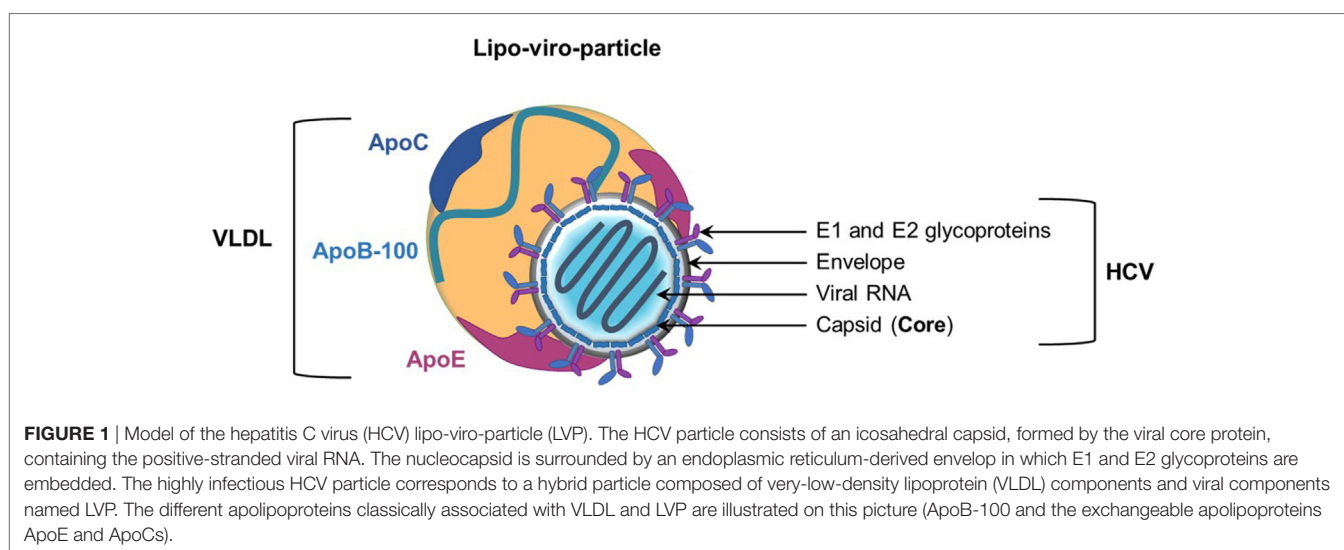 Lipo-viro-particle
ApoC
VLDL
ApoB-100
ApoE
E1 and E2 glycoproteins
Envelope
Viral RNA
Capsid (Core)
HCV
FIGURE 1 | Model of the hepatitis C virus (HCV) lipo-viro-particle (LVP). The HCV particle consists of an icosahedral capsid, formed by the viral core protein,
containing the positive-stranded viral RNA. The nucleocapsid is surrounded by an endoplasmic reticulum-derived envelop in which E1 and E2 glycoproteins are
embedded. The highly infectious HCV particle corresponds to a hybrid particle composed of very-low-density lipoprotein (VLDL) components and viral components
named LVP. The different apolipoproteins classically associated with VLDL and LVP are illustrated on this picture (ApoB-100 and the exchangeable apolipoproteins
ApoE and ApoCs).